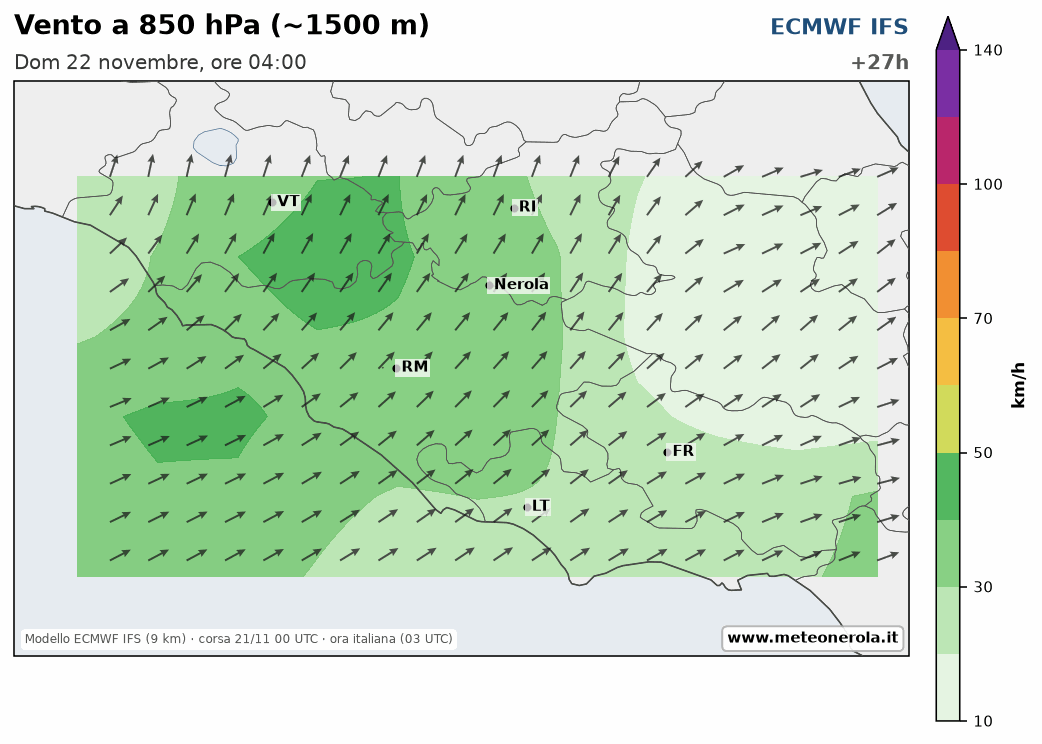 Vento a 850 hPa (~1500 m)
ECMWF IFS
Dom 22 novembre, ore 04:00
+27h
140
100
70
50
30
10
km/h
VT
RI
Nerola
RM
FR
LT
Modello ECMWF IFS (9 km) · corsa 21/11 00 UTC · ora italiana (03 UTC)
www.meteonerola.it